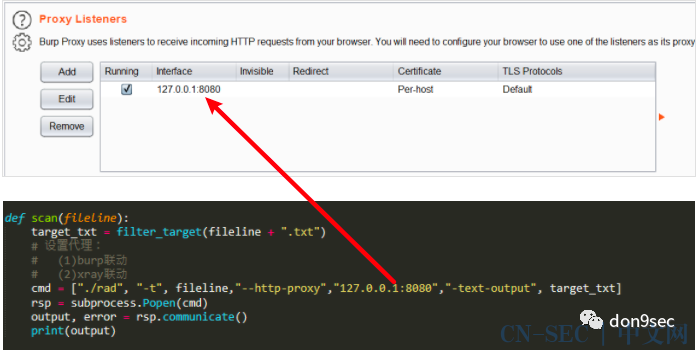 Proxy Listeners
Burp Proxy uses listeners to receive incoming HTTP requests from your browser. You will need to configure your browser to use one of the listeners as its proxy
Add
Running Interface Invisible Redirect Certificate TLS Protocols
127.0.0.1:8080 Per-host Default
Edit
Remove
def scan(fileline):
target_txt = filter_target(fileline + ".txt")
# 设置代理：
# (1)burp联动
# (2)xray联动
cmd = ["./rad", "-t", fileline,"--http-proxy","127.0.0.1:8080","-text-output", target_txt]
rsp = subprocess.Popen(cmd)
output, error = rsp.communicate()
print(output)
don9sec
CN-SEC 中文网